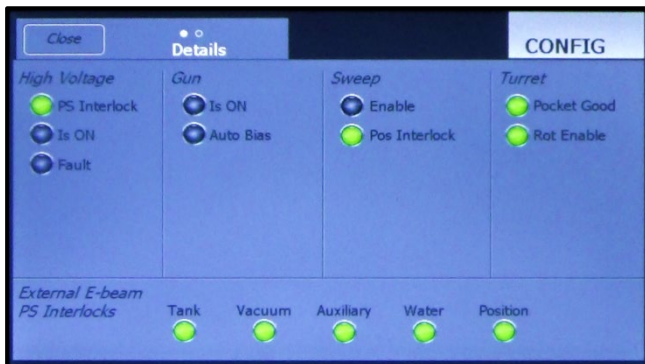 Close
Details
CONFIG
High Voltage
PS Interlock
Is ON
Fault
Gun
Is ON
Auto Bias
Sweep
Enable
Pos Interlock
Turret
Pocket Good
Rot Enable
External E-beam
PS Interlocks
Tank
Vacuum
Auxiliary
Water
Position